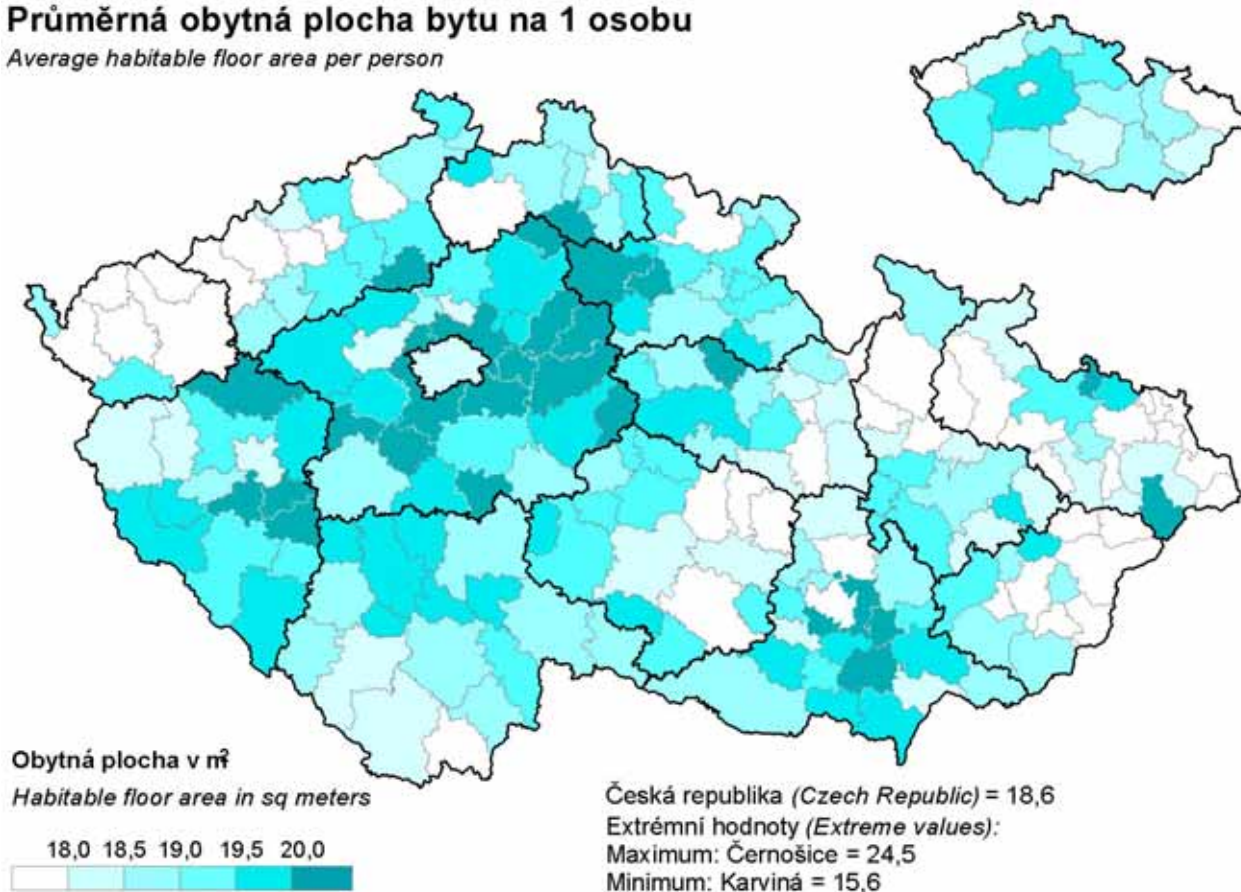 Průměrná obytná plocha bytu na 1 osobu
Average habitable floor area per person
Obytná plocha v m²
Habitable floor area in sq meters
18,0 18,5 19,0 19,5 20,0
Česká republika (Czech Republic) = 18,6
Extrémní hodnoty (Extreme values):
Maximum: Černošice = 24,5
Minimum: Karviná = 15,6